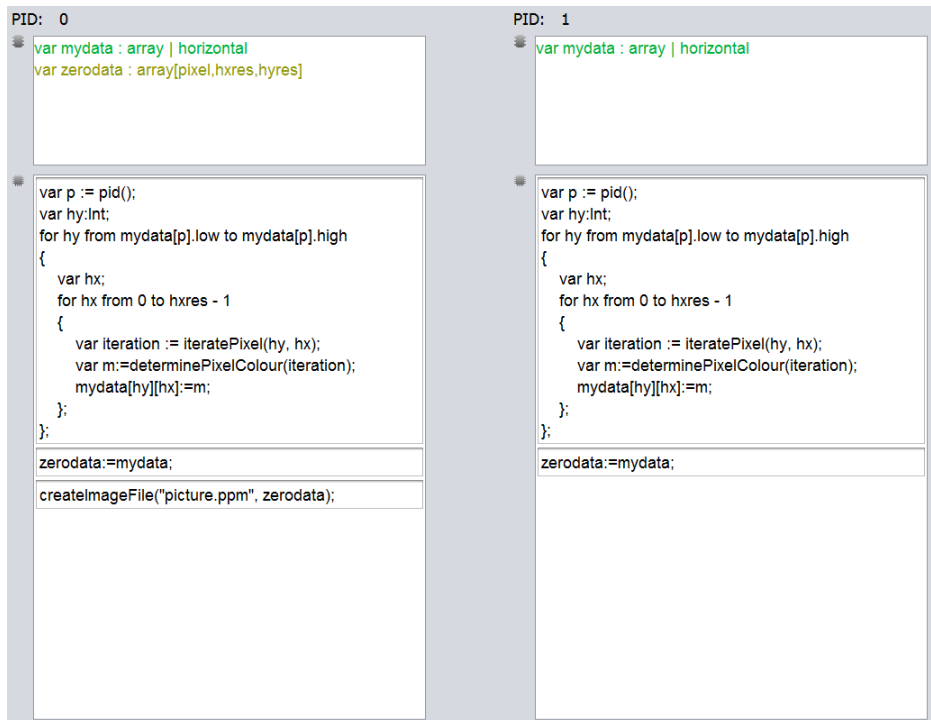 PID: 0
var mydata : array | horizontal
var zerodata : array[pixel,hxres,hyres]
var p := pid();
var hy:Int;
for hy from mydata[p].low to mydata[p].high
{
var hx;
for hx from 0 to hxres - 1
{
var iteration := iteratePixel(hy, hx);
var m:=determinePixelColour(iteration);
mydata[hy][hx]:=m;
};
};
zerodata:=mydata;
createImageFile("picture.ppm", zerodata);
PID: 1
var mydata : array | horizontal
var p := pid();
var hy:Int;
for hy from mydata[p].low to mydata[p].high
{
var hx;
for hx from 0 to hxres - 1
{
var iteration := iteratePixel(hy, hx);
var m:=determinePixelColour(iteration);
mydata[hy][hx]:=m;
};
};
zerodata:=mydata;